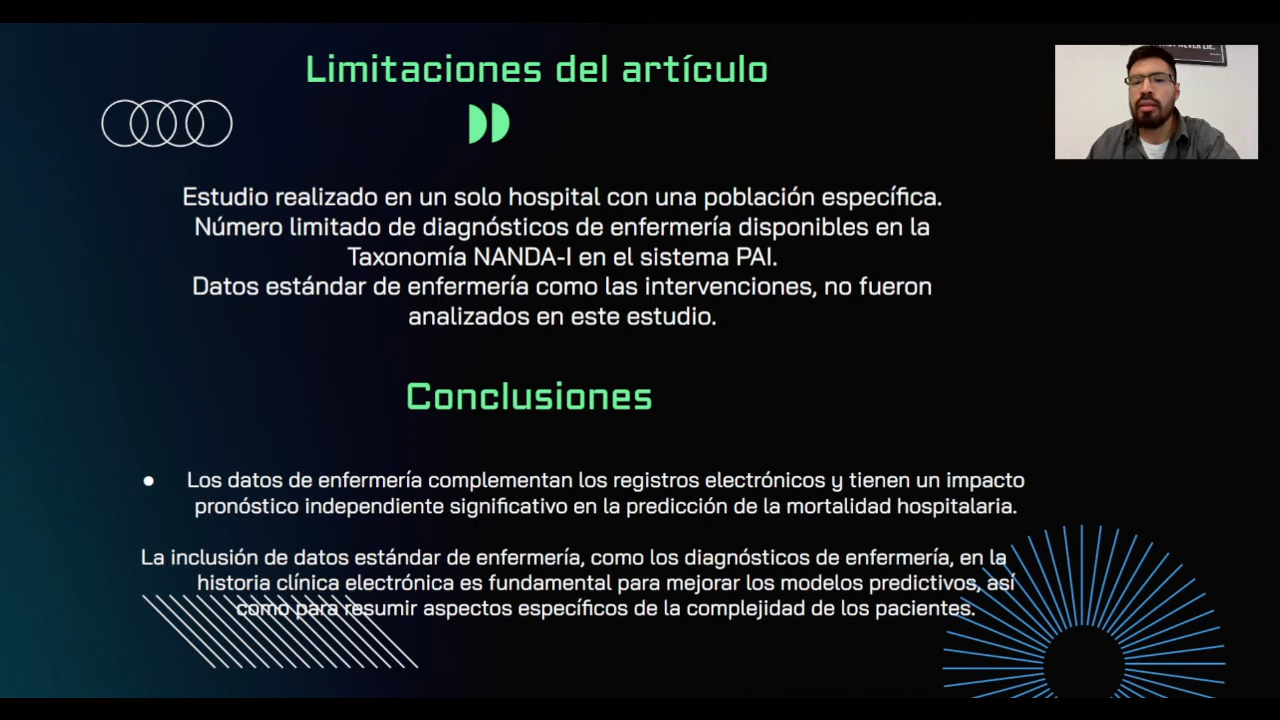 Limitaciones del artículo
Estudio realizado en un solo hospital con una población específica.
Número limitado de diagnósticos de enfermería disponibles en la
Taxonomía NANDA-I en el sistema PAI.
Datos estándar de enfermería como las intervenciones, no fueron
analizados en este estudio.
Conclusiones
● Los datos de enfermería complementan los registros electrónicos y tienen un impacto
pronóstico independiente significativo en la predicción de la mortalidad hospitalaria.
La inclusión de datos estándar de enfermería, como los diagnósticos de enfermería, en la
historia clínica electrónica es fundamental para mejorar los modelos predictivos, así
como para resumir aspectos específicos de la complejidad de los pacientes.